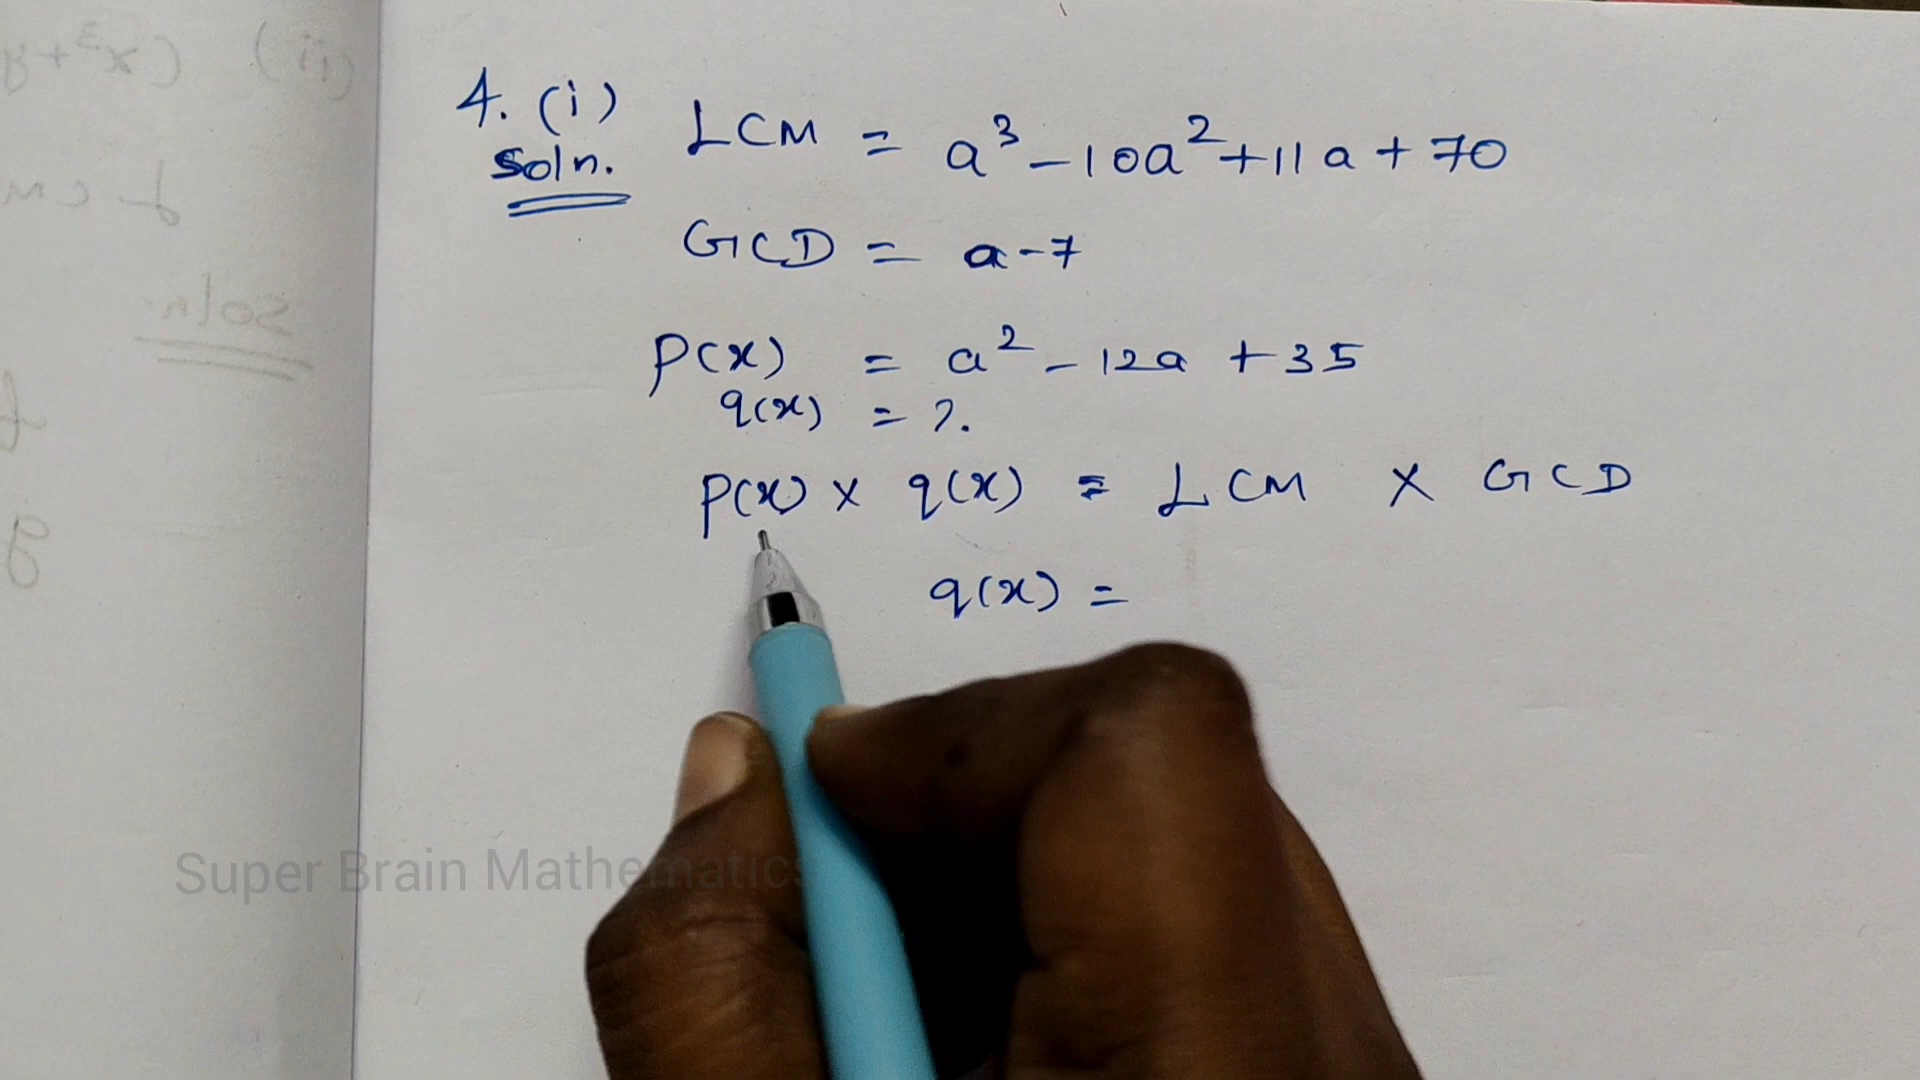 4. (i) LCM = a³ - 10a² + 11a + 70
Soln.
GCD = a - 7
P(x) = a² - 12a + 35
q(x) = ?.
P(x) x q(x) = LCM X GCD
q(x) =
Super Brain Mathematics